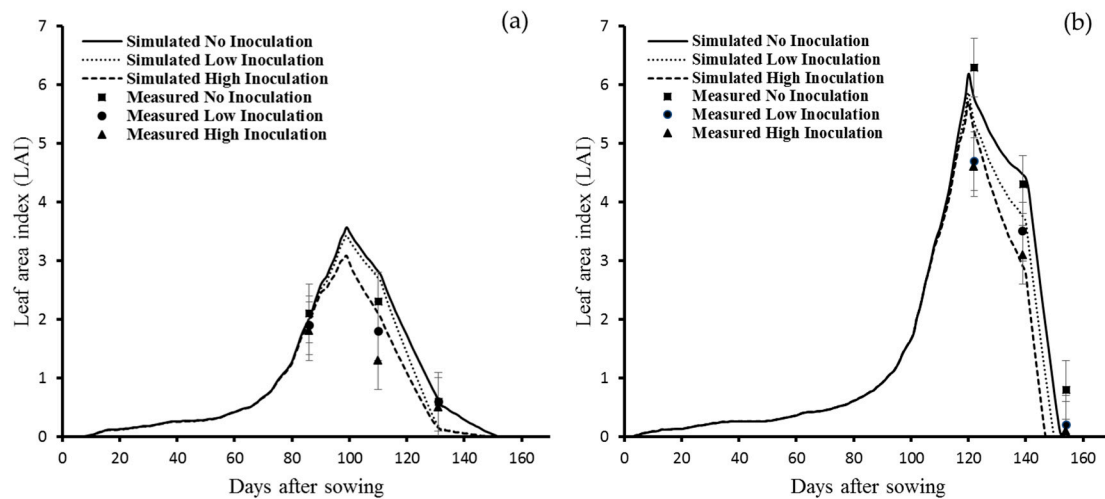 (a)
7
6
5
4
3
2
1
0
Leaf area index (LAI)
Simulated No Inoculation
Simulated Low Inoculation
Simulated High Inoculation
Measured No Inoculation
Measured Low Inoculation
Measured High Inoculation
0 20 40 60 80 100 120 140 160
Days after sowing
(b)
7
6
5
4
3
2
1
0
Leaf area index (LAI)
Simulated No Inoculation
Simulated Low Inoculation
Simulated High Inoculation
Measured No Inoculation
Measured Low Inoculation
Measured High Inoculation
0 20 40 60 80 100 120 140 160
Days after sowing